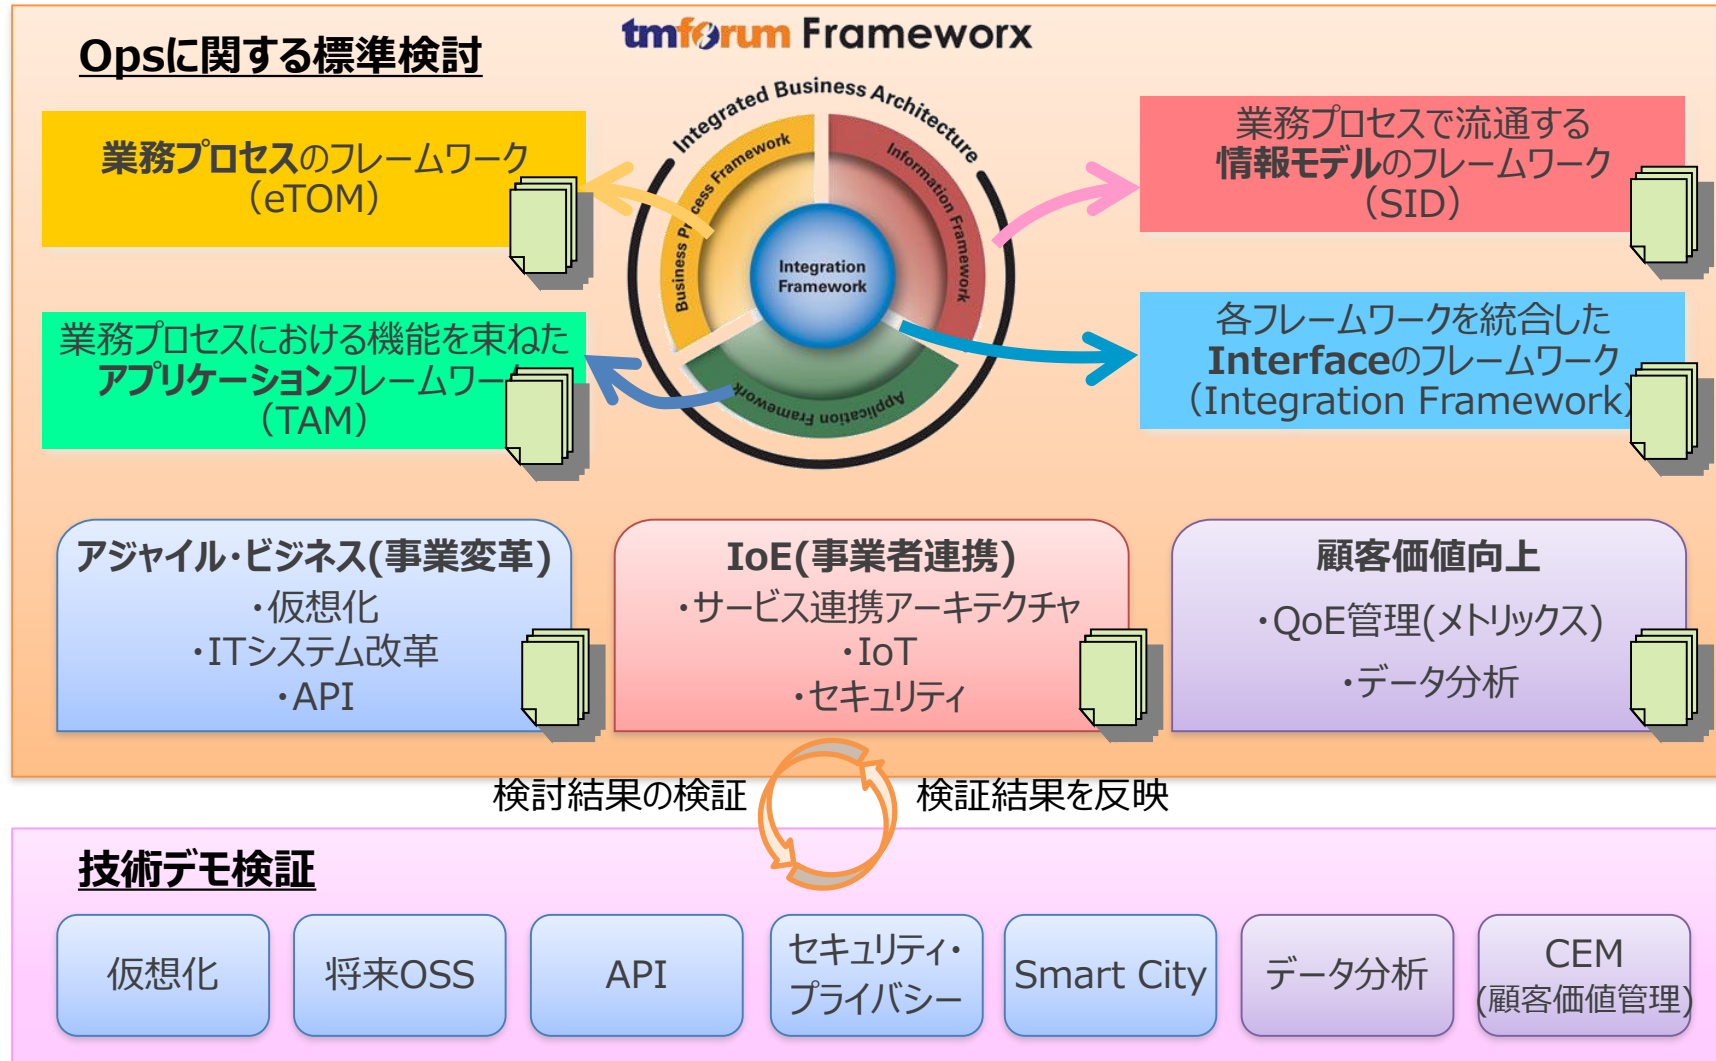 Opsに関する標準検討
tmforum Frameworx
業務プロセスのフレームワーク
（eTOM）
業務プロセスにおける機能を束ねた
アプリケーションフレームワーク
（TAM）
Integrated Business Architecture
Business Process Framework
Information Framework
Application Framework
Integration
Framework
業務プロセスで流通する
情報モデルのフレームワーク
（SID）
各フレームワークを統合した
Interfaceのフレームワーク
（Integration Framework）
アジャイル・ビジネス(事業変革)
・仮想化
・ITシステム改革
・API
IoE(事業者連携)
・サービス連携アーキテクチャ
・IoT
・セキュリティ
顧客価値向上
・QoE管理(メトリックス)
・データ分析
検討結果の検証
検証結果を反映
技術デモ検証
仮想化
将来OSS
API
セキュリティ・
プライバシー
Smart City
データ分析
CEM
(顧客価値管理)